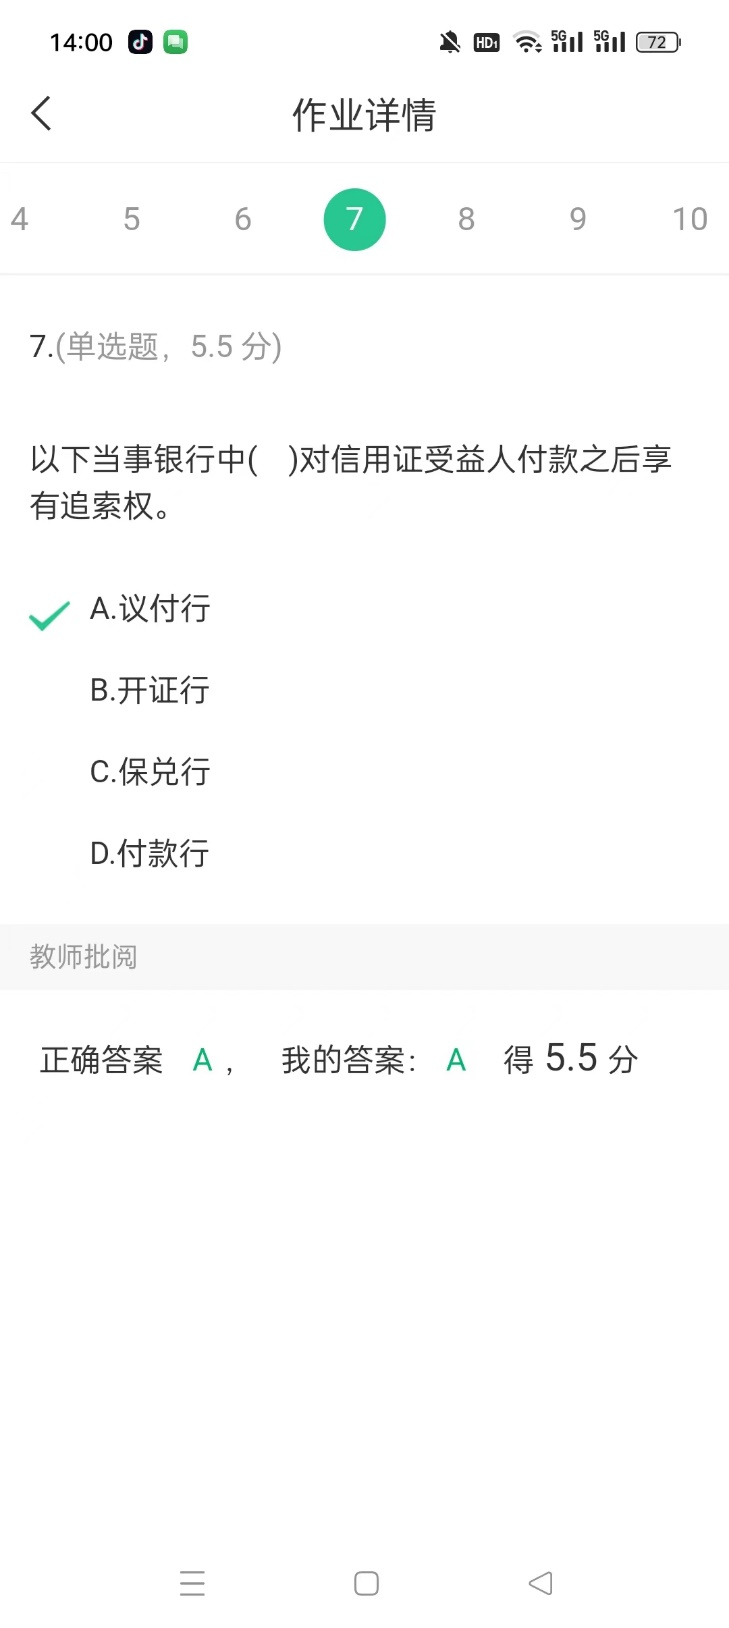 14:00 HD1 5G 5G 72
作业详情
4 5 6 7 8 9 10
7.(单选题，5.5 分)
以下当事银行中(　)对信用证受益人付款之后享
有追索权。
A.议付行
B.开证行
C.保兑行
D.付款行
教师批阅
正确答案 A ， 我的答案： A 得 5.5 分